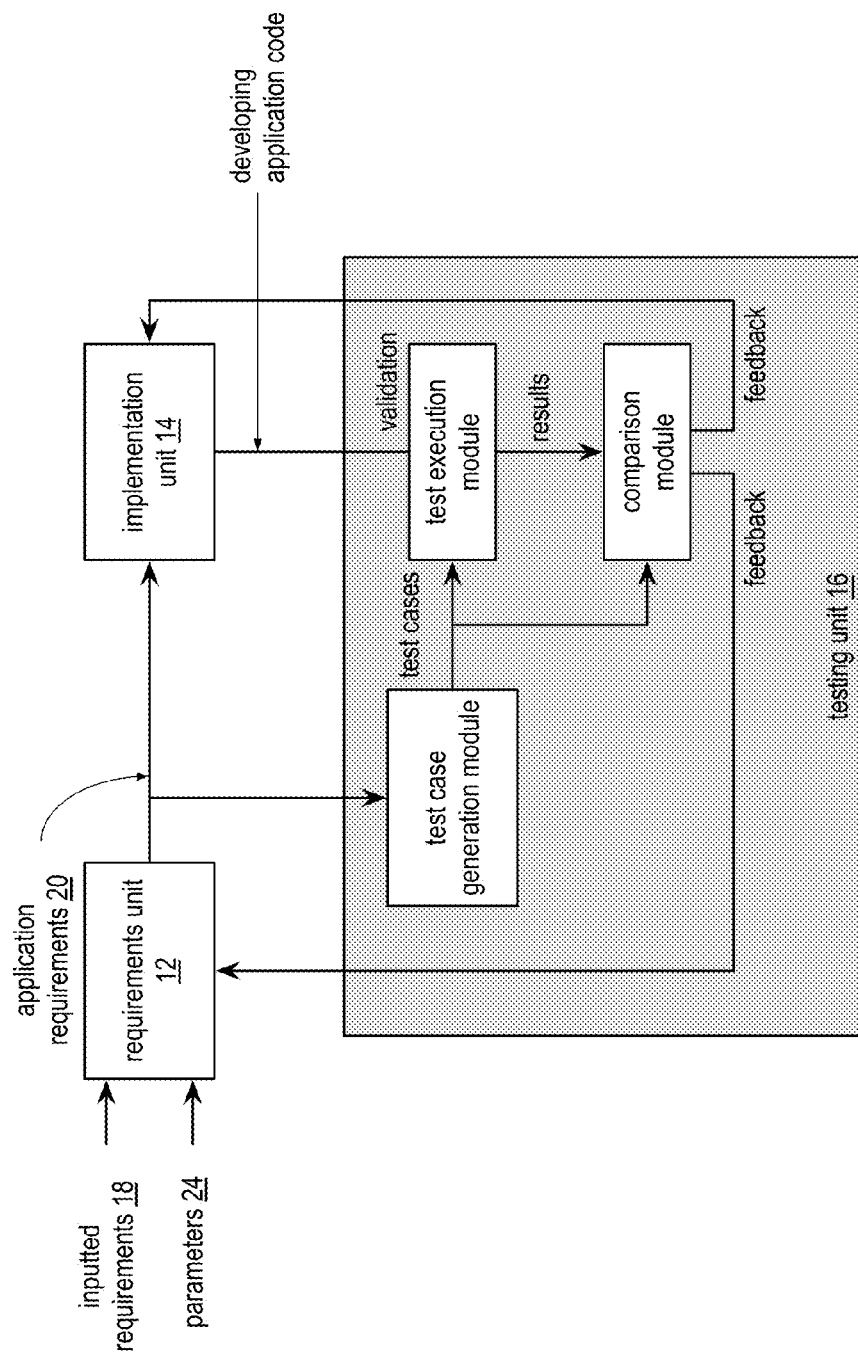 inputted
requirements 18
parameters 24
application
requirements 20
requirements unit
12
implementation
unit 14
developing
application code
test case
generation module
test cases
validation
test execution
module
results
comparison
module
feedback
feedback
testing unit 16